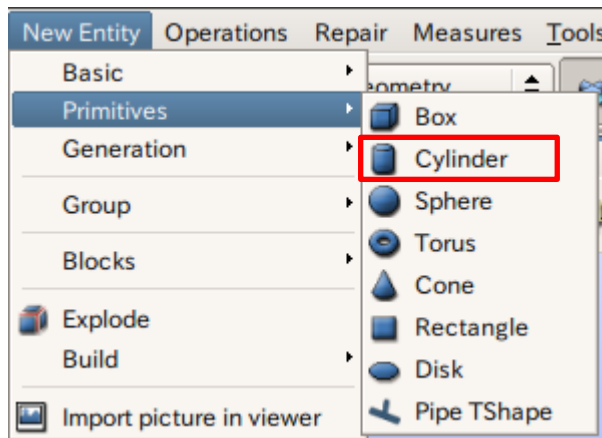 New Entity Operations Repair Measures Tools
Basic
Primitives
Generation
Group
Blocks
Explode
Build
Import picture in viewer
Box
Cylinder
Sphere
Torus
Cone
Rectangle
Disk
Pipe TShape